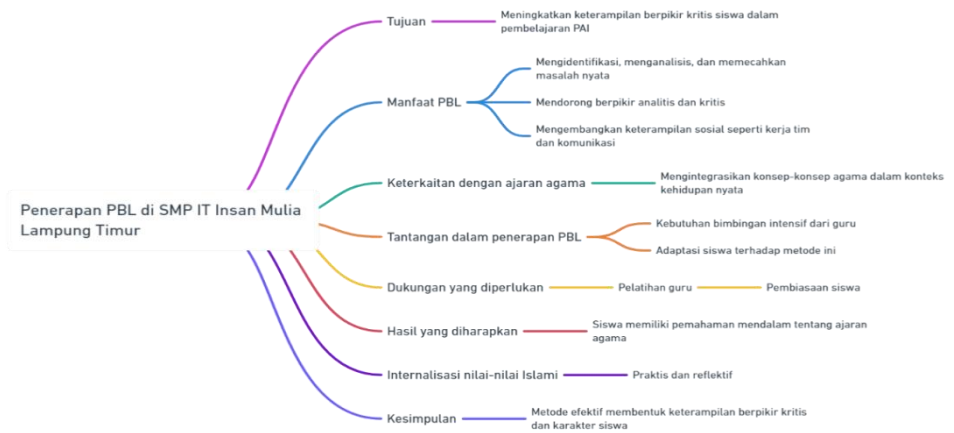 Penerapan PBL di SMP IT Insan Mulia
Lampung Timur
Tujuan
Meningkatkan keterampilan berpikir kritis siswa dalam
pembelajaran PAI
Manfaat PBL
Mengidentifikasi, menganalisis, dan memecahkan
masalah nyata
Mendorong berpikir analitis dan kritis
Mengembangkan keterampilan sosial seperti kerja tim
dan komunikasi
Keterkaitan dengan ajaran agama
Mengintegrasikan konsep-konsep agama dalam konteks
kehidupan nyata
Tantangan dalam penerapan PBL
Kebutuhan bimbingan intensif dari guru
Adaptasi siswa terhadap metode ini
Dukungan yang diperlukan
Pelatihan guru
Pembiasaan siswa
Hasil yang diharapkan
Siswa memiliki pemahaman mendalam tentang ajaran
agama
Internalisasi nilai-nilai Islami
Praktis dan reflektif
Kesimpulan
Metode efektif membentuk keterampilan berpikir kritis
dan karakter siswa